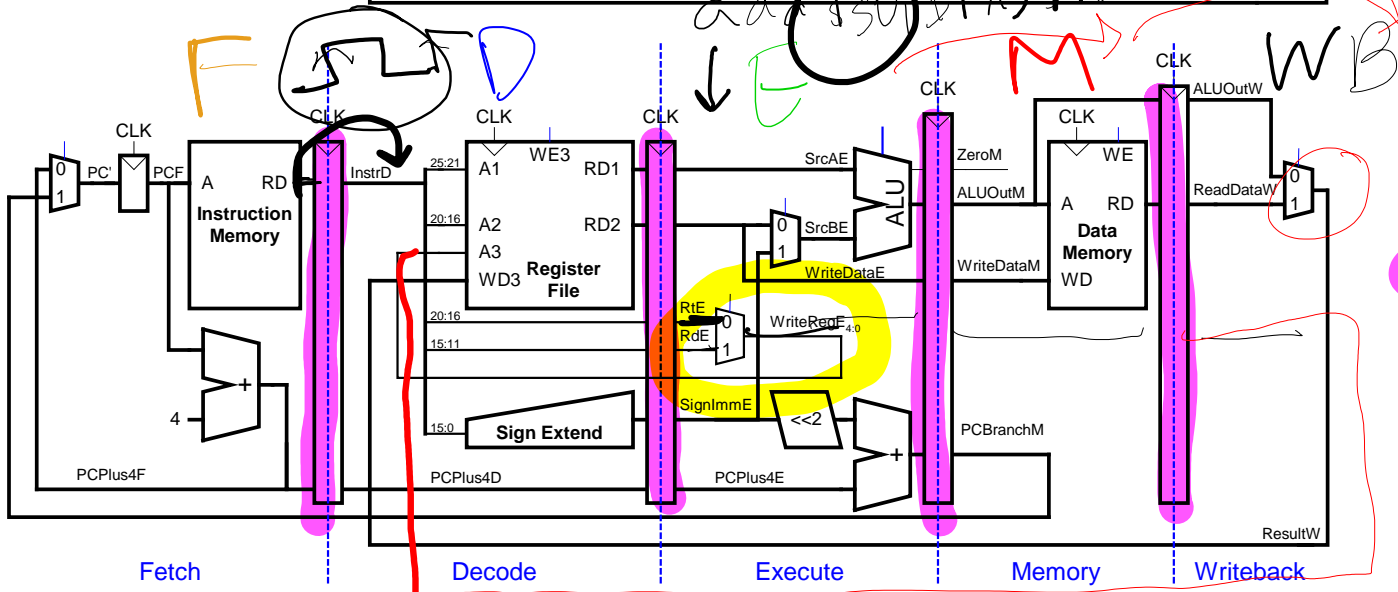 F
D
E
M
WB
CLK
CLK
CLK
CLK
CLK
CLK
CLK
0
1
PC'
PCF
A
RD
Instruction
Memory
InstrD
25:21
A1
WE3
RD1
20:16
A2
RD2
A3
WD3
Register
File
20:16
15:11
15:0
RtE
RdE
0
1
WriteRegE4:0
Sign Extend
SignImmE
<<2
+
4
+
PCPlus4F
PCPlus4D
PCPlus4E
SrcAE
0
1
SrcBE
ALU
WriteDataE
ZeroM
ALUOutM
WriteDataM
PCBranchM
WE
A
RD
Data
Memory
WD
ALUOutW
ReadDataW
0
1
ResultW
Fetch
Decode
Execute
Memory
Writeback